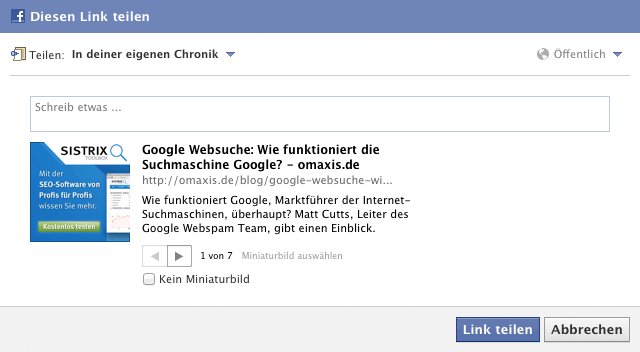 Diesen Link teilen
Teilen: In deiner eigenen Chronik
Öffentlich
Schreib etwas ...
SISTRIX
TOOLBOX
Mit der
SEO-Software von
Profis für Profis
wissen Sie mehr.
Kostenlos testen
Google Websuche: Wie funktioniert die
Suchmaschine Google? - omaxis.de
http://omaxis.de/blog/google-websuche-wi...
Wie funktioniert Google, Marktführer der Internet-
Suchmaschinen, überhaupt? Matt Cutts, Leiter des
Google Webspam Team, gibt einen Einblick.
1 von 7 Miniaturbild auswählen
Kein Miniaturbild
Link teilen
Abbrechen